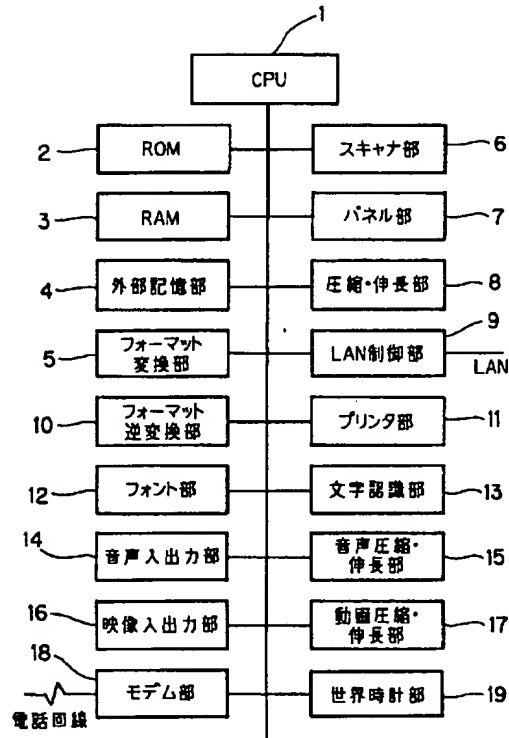 1
CPU
2
ROM
スキャナ部
6
3
RAM
パネル部
7
4
外部記憶部
圧縮・伸長部
8
5
フォーマット
変換部
LAN制御部
9
LAN
10
フォーマット
逆変換部
プリンタ部
11
12
フォント部
文字認識部
13
14
音声入出力部
音声圧縮・
伸長部
15
16
映像入出力部
動画圧縮・
伸長部
17
18
モデム部
電話回線
世界時計部
19